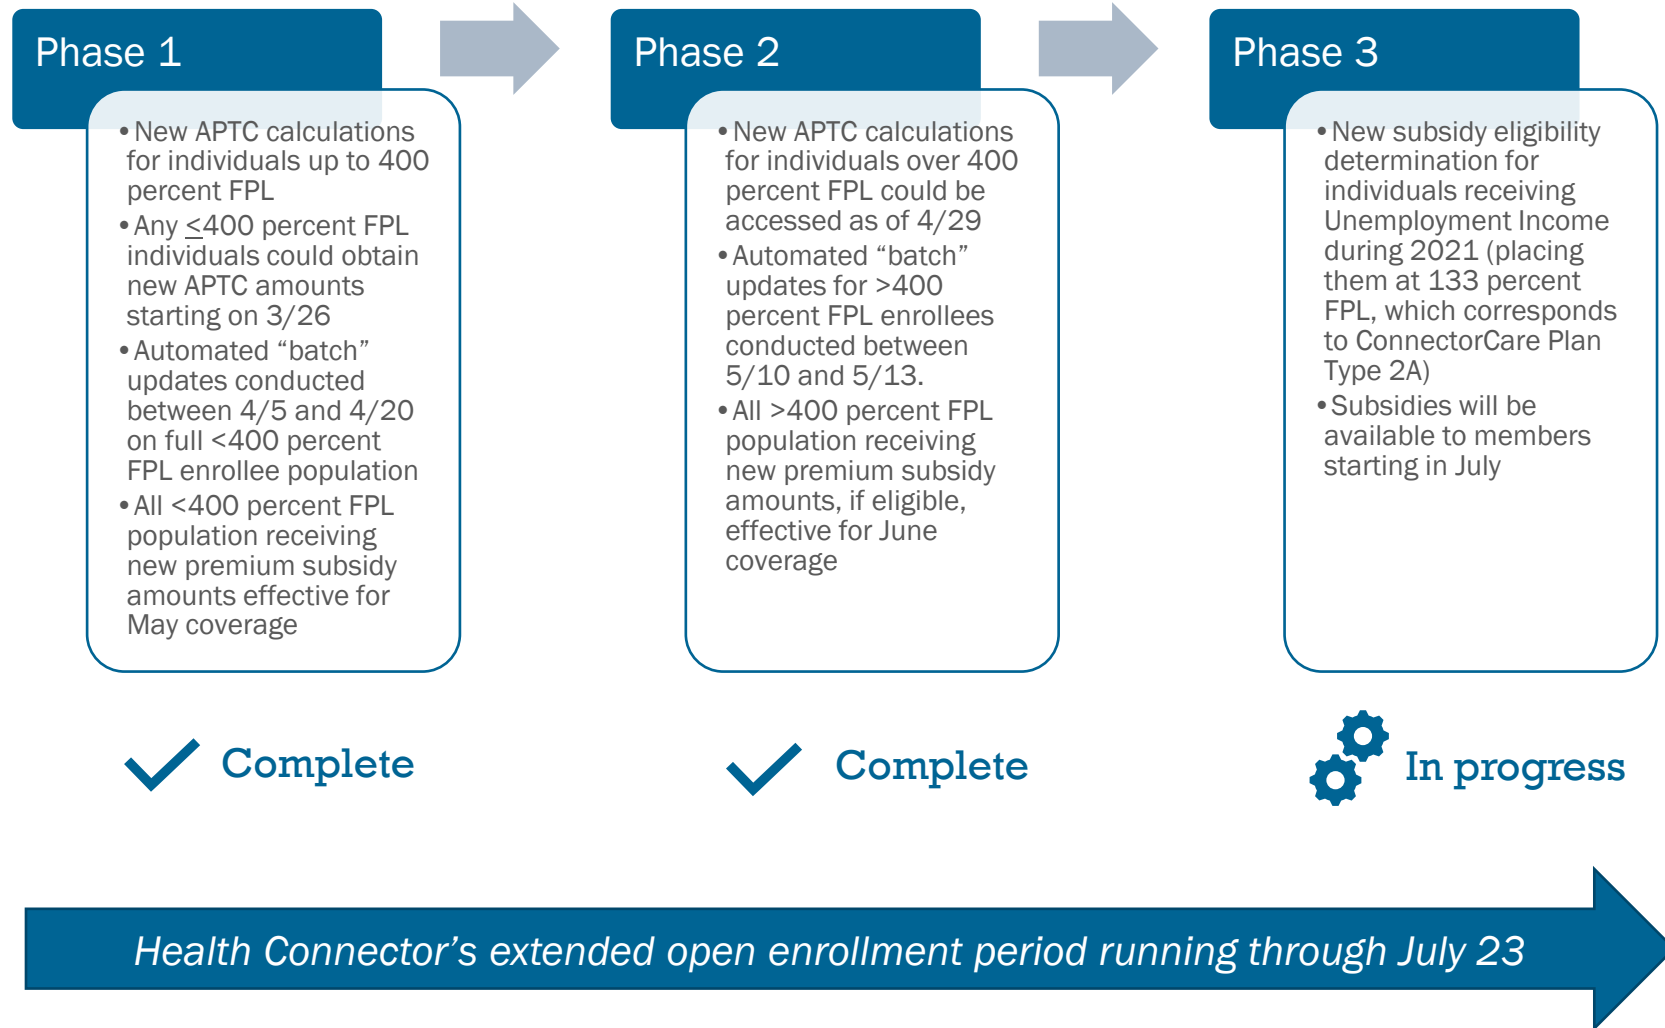 Phase 1
•New APTC calculations
for individuals up to 400
percent FPL
•Any <400 percent FPL
individuals could obtain
new APTC amounts
starting on 3/26
•Automated “batch”
updates conducted
between 4/5 and 4/20
on full <400 percent
FPL enrollee population
•All <400 percent FPL
population receiving
new premium subsidy
amounts effective for
May coverage
Complete
Phase 2
•New APTC calculations
for individuals over 400
percent FPL could be
accessed as of 4/29
•Automated “batch”
updates for >400
percent FPL enrollees
conducted between
5/10 and 5/13.
•All >400 percent FPL
population receiving
new premium subsidy
amounts, if eligible,
effective for June
coverage
Complete
Phase 3
•New subsidy eligibility
determination for
individuals receiving
Unemployment Income
during 2021 (placing
them at 133 percent
FPL, which corresponds
to ConnectorCare Plan
Type 2A)
•Subsidies will be
available to members
starting in July
In progress
Health Connector’s extended open enrollment period running through July 23